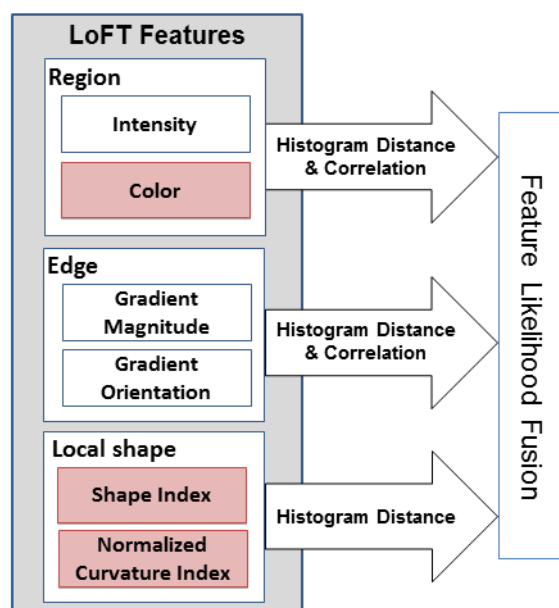 LoFT Features
Region
Intensity
Color
Histogram Distance
& Correlation
Edge
Gradient
Magnitude
Gradient
Orientation
Histogram Distance
& Correlation
Local shape
Shape Index
Normalized
Curvature Index
Histogram Distance
Feature Likelihood Fusion